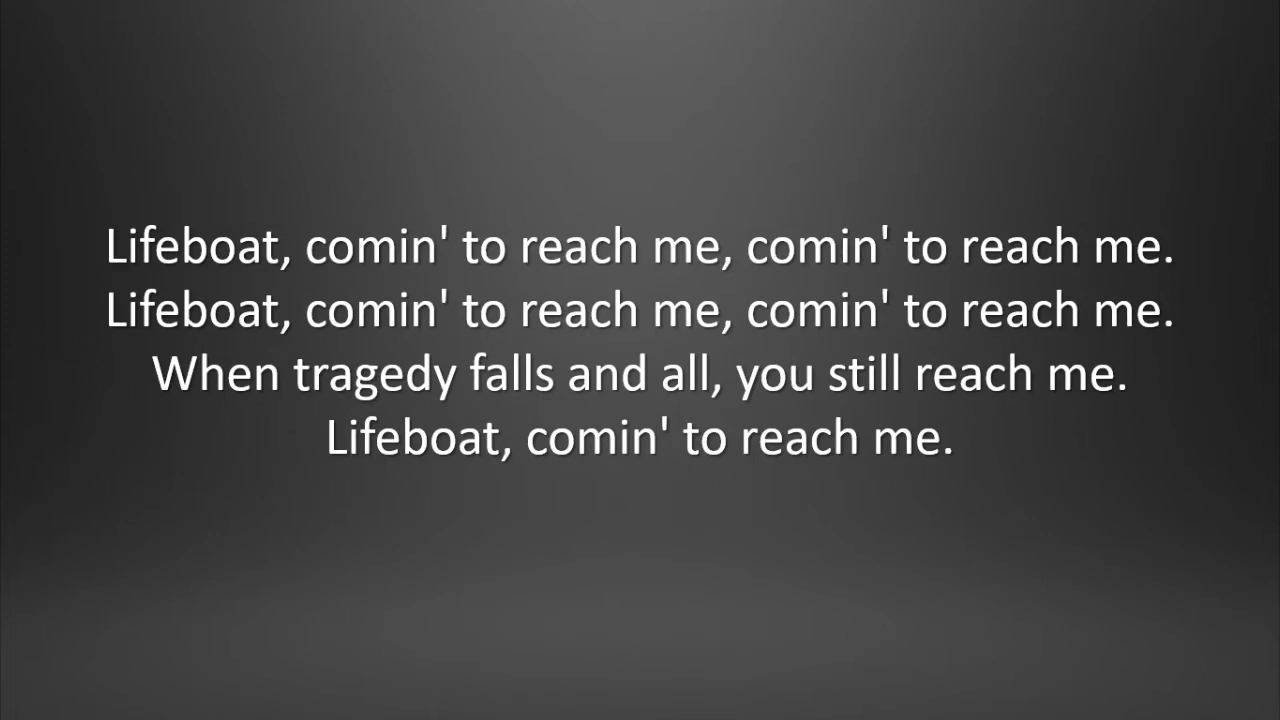 Lifeboat, comin' to reach me, comin' to reach me.
Lifeboat, comin' to reach me, comin' to reach me.
When tragedy falls and all, you still reach me.
Lifeboat, comin' to reach me.